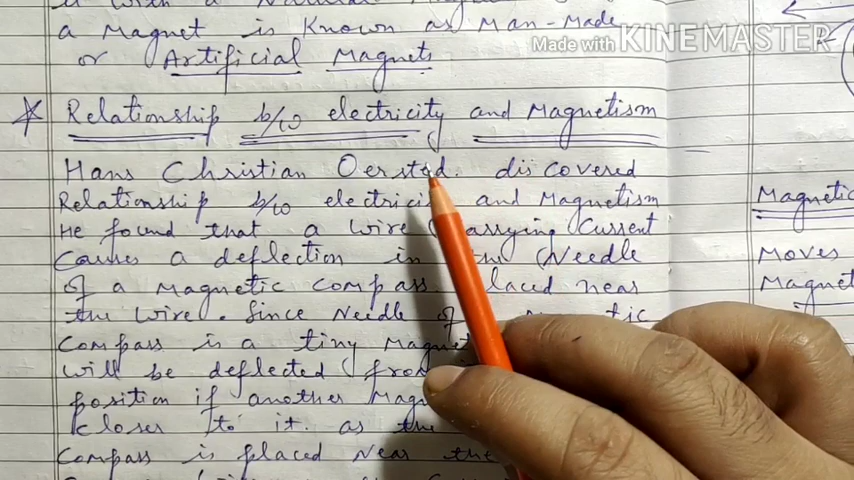 a Magnet is Known as Man-Made
or Artificial Magnets
Made with KINEMASTER
Relationship b/w electricity and Magnetism
Hans Christian Oersted. discovered
Relationship b/w electrici and Magnetism
He found that a wire Carrying Current
Causes a deflection in the Needle
of a Magnetic Compass. laced near
the wire. Since Needle of
Compass is a tiny Magnet
will be deflected from
position if another Mag
closer to it. as the
Compass is placed Near the
Magnetic
Moves
Magnet